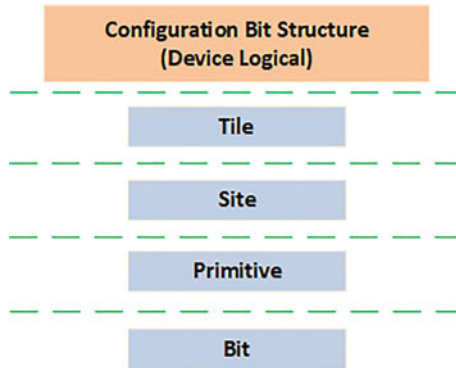 Configuration Bit Structure
(Device Logical)
Tile
Site
Primitive
Bit